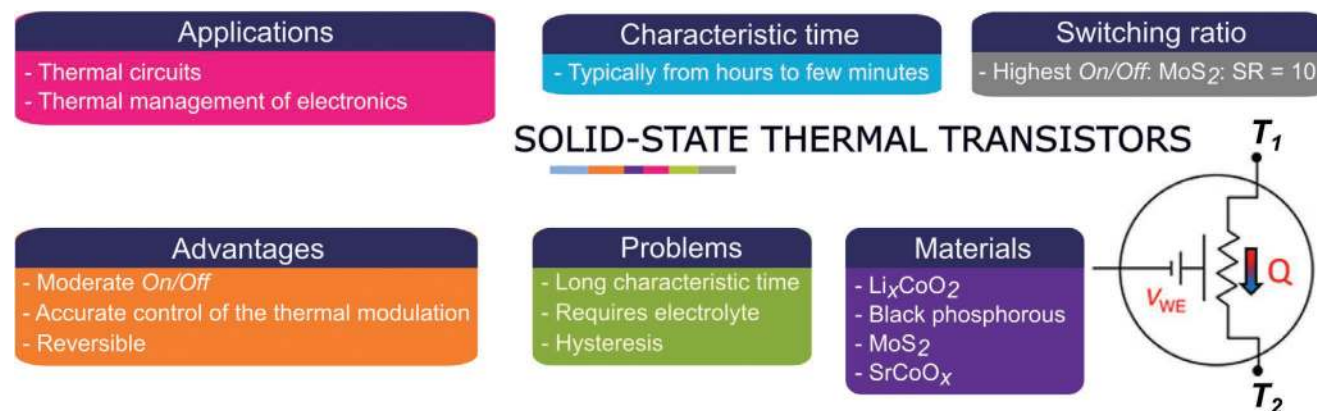 Applications
- Thermal circuits
- Thermal management of electronics
Characteristic time
- Typically from hours to few minutes
Switching ratio
- Highest On/Off: MoS2: SR = 10
SOLID-STATE THERMAL TRANSISTORS
Advantages
- Moderate On/Off
- Accurate control of the thermal modulation
- Reversible
Problems
- Long characteristic time
- Requires electrolyte
- Hysteresis
Materials
- LixCoO2
- Black phosphorous
- MoS2
- SrCoOx
T1
Q
VWE
T2